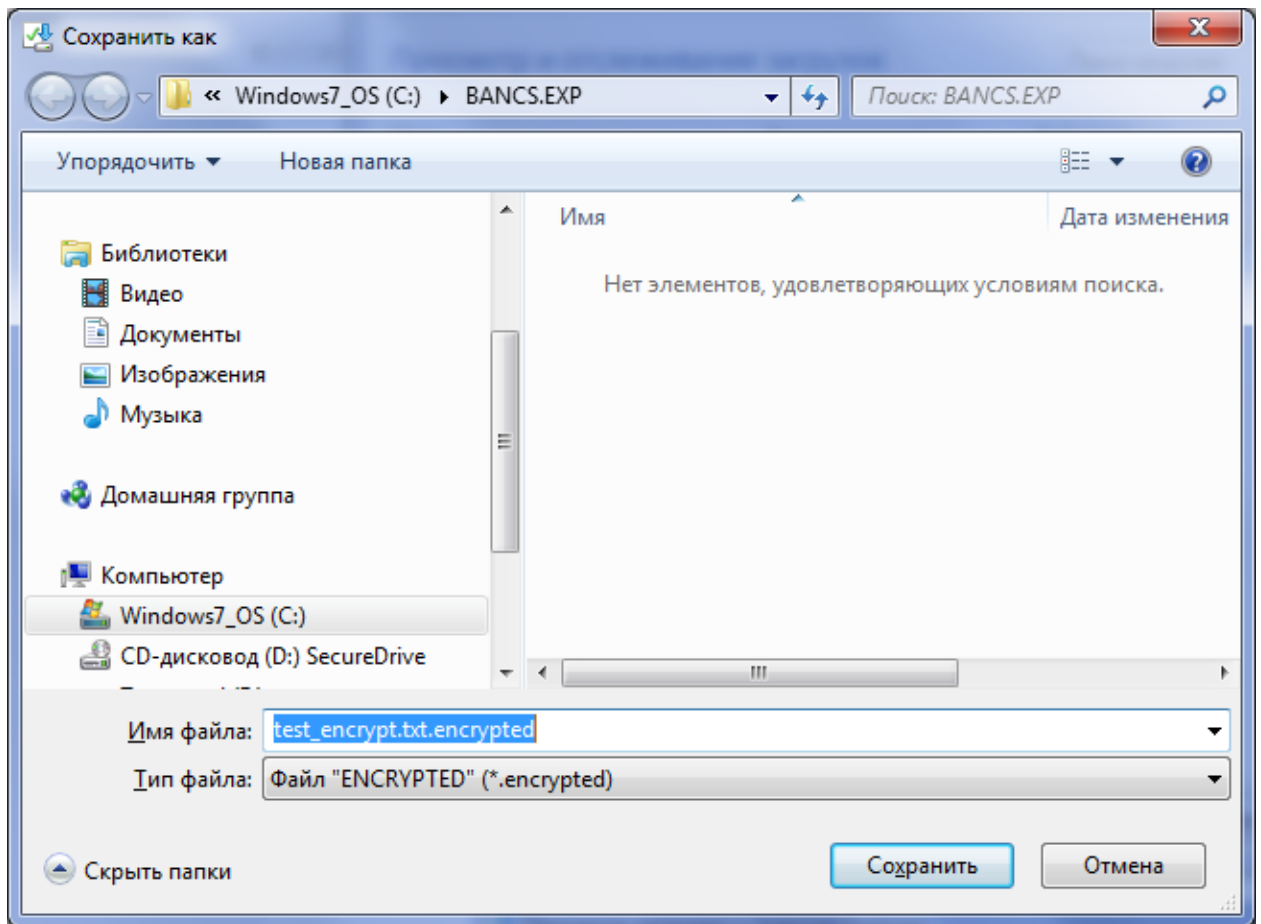 Сохранить как
« Windows7_OS (C:) BANCS.EXP
Поиск: BANCS.EXP
Упорядочить Новая папка
Имя Дата изменения
Нет элементов, удовлетворяющих условиям поиска.
Библиотеки
Видео
Документы
Изображения
Музыка
Домашняя группа
Компьютер
Windows7_OS (C:)
CD-дисковод (D:) SecureDrive
Имя файла: test_encrypt.txt.encrypted
Тип файла: Файл "ENCRYPTED" (*.encrypted)
Скрыть папки
Сохранить Отмена